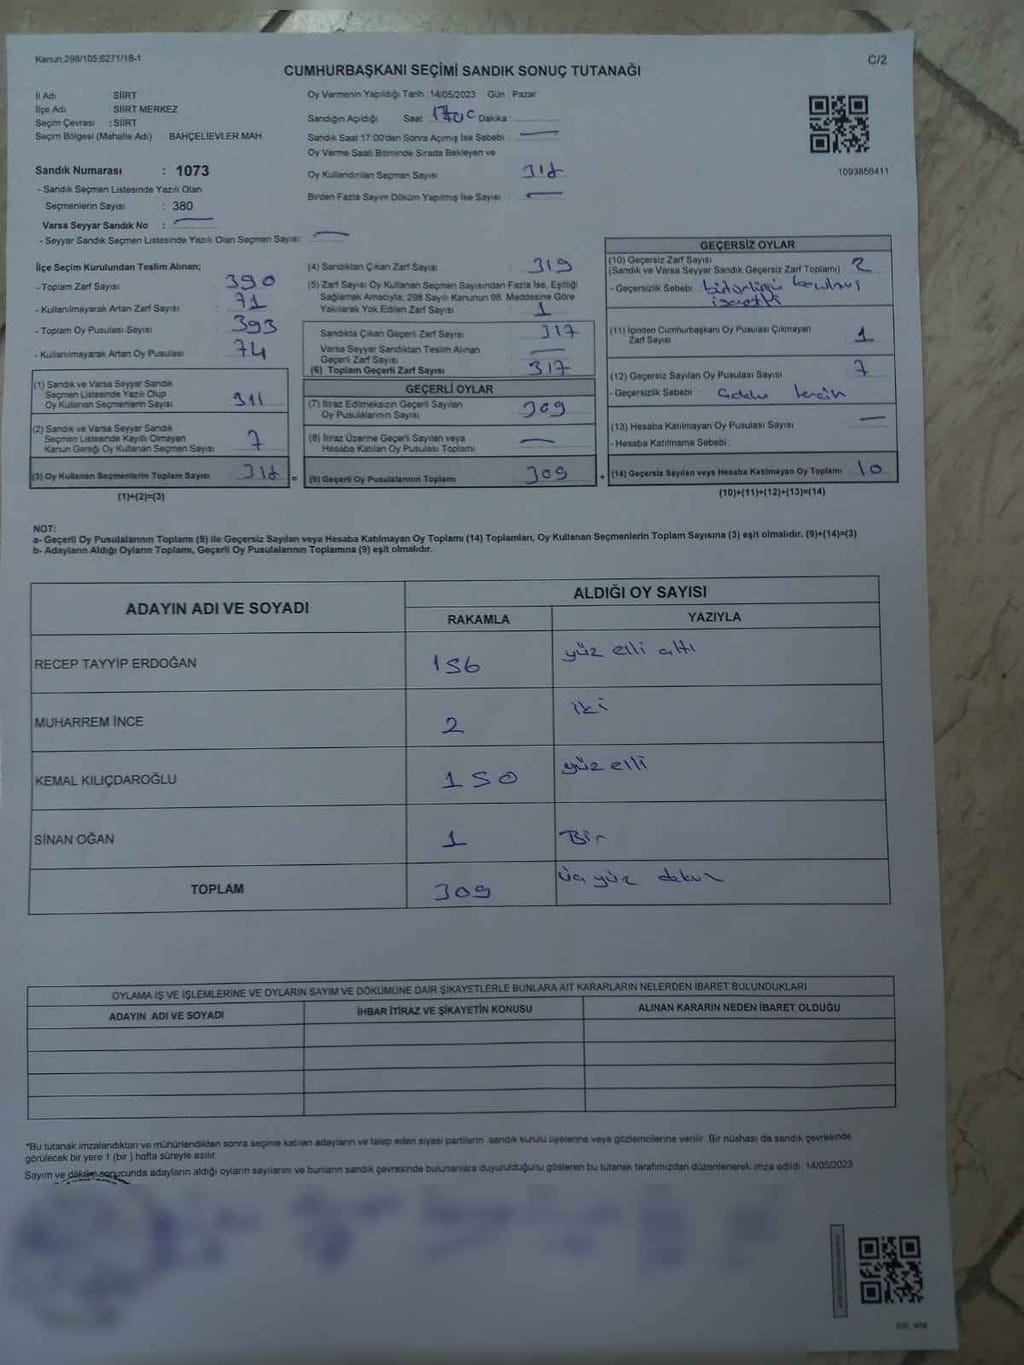 Kanun:298/105;6271/18-1
C/2
CUMHURBAŞKANI SEÇİMİ SANDIK SONUÇ TUTANAĞI
İl Adı SİİRT
İlçe Adı SİİRT MERKEZ
Seçim Çevresi : SİİRT
Seçim Bölgesi (Mahalle Adı) : BAHÇELİEVLER MAH.
Sandık Numarası : 1073
- Sandık Seçmen Listesinde Yazılı Olan
Seçmenlerin Sayısı : 380
Varsa Seyyar Sandık No :
- Seyyar Sandık Seçmen Listesinde Yazılı Olan Seçmen Sayısı:
Oy Vermenin Yapıldığı Tarih :14/05/2023 Gün Pazar
Sandığın Açıldığı Saat 17:00 Dakika :
Sandık Saat 17:00'den Sonra Açımış İse Sebebi :
Oy Verme Saati Bitiminde Sırada Bekleyen ve
Oy Kullandırılan Seçmen Sayısı : 318
Birden Fazla Sayım Döküm Yapılmış İse Sayısı :
1093856411
İlçe Seçim Kurulundan Teslim Alınan;
- Toplam Zarf Sayısı : 390
- Kullanılmayarak Artan Zarf Sayısı : 71
- Toplam Oy Pusulası Sayısı : 393
- Kullanılmayarak Artan Oy Pusulası : 74
(1) Sandık ve Varsa Seyyar Sandık
Seçmen Listesinde Yazılı Olup
Oy Kullanan Seçmenlerin Sayısı : 311
(2) Sandık ve Varsa Seyyar Sandık
Seçmen Listesinde Kayıtlı Olmayan
Kanun Gereği Oy Kullanan Seçmen Sayısı : 7
(3) Oy Kullanan Seçmenlerin Toplam Sayısı : 318 =
(1)+(2)=(3)
(4) Sandıktan Çıkan Zarf Sayısı : 319
(5) Zarf Sayısı Oy Kullanan Seçmen Sayısından Fazla İse, Eşitliği
Sağlamak Amacıyla; 298 Sayılı Kanunun 98. Maddesine Göre
Yakılarak Yok Edilen Zarf Sayısı : 1
Sandıkta Çıkan Geçerli Zarf Sayısı : 317
Varsa Seyyar Sandıktan Teslim Alınan
Geçerli Zarf Sayısı
(6) Toplam Geçerli Zarf Sayısı : 317
GEÇERLİ OYLAR
(7) İtiraz Edilmeksizin Geçerli Sayılan
Oy Pusulalarının Sayısı : 309
(8) İtiraz Üzerine Geçerli Sayılan veya
Hesaba Katılan Oy Pusulası Toplamı
(9) Geçerli Oy Pusulalarının Toplamı : 309 +
GEÇERSİZ OYLAR
(10) Geçersiz Zarf Sayısı
(Sandık ve Varsa Seyyar Sandık Geçersiz Zarf Toplamı) : 2
- Geçersizlik Sebebi : bütünlüğü bozulmuş
işaretli
(11) İçinden Cumhurbaşkanı Oy Pusulası Çıkmayan
Zarf Sayısı : 1
(12) Geçersiz Sayılan Oy Pusulası Sayısı : 7
- Geçersizlik Sebebi : Çoklu tercih
(13) Hesaba Katılmayan Oy Pusulası Sayısı :
- Hesaba Katılmama Sebebi :
(14) Geçersiz Sayılan veya Hesaba Katılmayan Oy Toplamı : 10
(10)+(11)+(12)+(13)=(14)
NOT:
a- Geçerli Oy Pusulalarının Toplamı (9) ile Geçersiz Sayılan veya Hesaba Katılmayan Oy Toplamı (14) Toplamları, Oy Kullanan Seçmenlerin Toplam Sayısına (3) eşit olmalıdır. (9)+(14)=(3)
b- Adayların Aldığı Oyların Toplamı, Geçerli Oy Pusulalarının Toplamına (9) eşit olmalıdır.
ADAYIN ADI VE SOYADI
ALDIĞI OY SAYISI
RAKAMLA YAZIYLA
RECEP TAYYİP ERDOĞAN 156 yüz elli altı
MUHARREM İNCE 2 iki
KEMAL KILIÇDAROĞLU 150 yüz elli
SİNAN OĞAN 1 Bir
TOPLAM 309 üç yüz dokuz
OYLAMA İŞ VE İŞLEMLERİNE VE OYLARIN SAYIM VE DÖKÜMÜNE DAİR ŞİKAYETLERLE BUNLARA AİT KARARLARIN NELERDEN İBARET BULUNDUKLARI
ADAYIN ADI VE SOYADI İHBAR İTİRAZ VE ŞİKAYETİN KONUSU ALINAN KARARIN NEDEN İBARET OLDUĞU
*Bu tutanak imzalandıktan ve mühürlendikten sonra seçime katılan adayların ve talep eden siyasi partilerin sandık kurulu üyelerine veya gözlemcilerine verilir. Bir nüshası da sandık çevresinde
görülecek bir yere 1 (bir) hafta süreyle asılır.
Sayım ve döküm sonucunda adayların aldığı oyların sayılarını ve bunların sandık çevresinde bulunanlara duyurulduğunu gösteren bu tutanak tarafımızdan düzenlenerek imza edildi. 14/05/2023